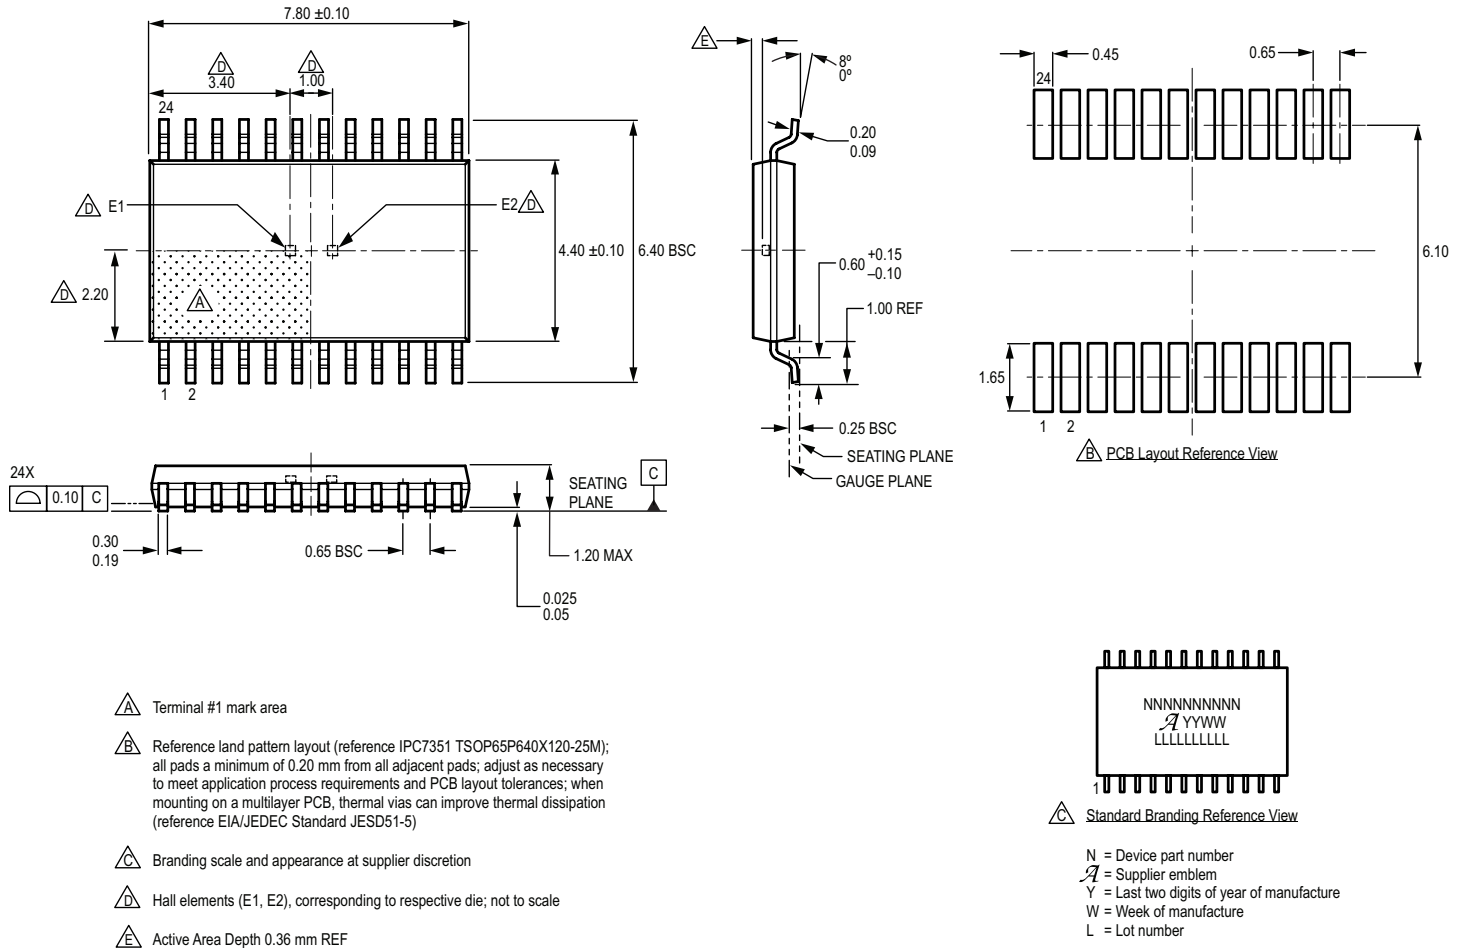 7.80 ±0.10
D
3.40
D
1.00
24
D E1
E2 D
D 2.20
A
4.40 ±0.10
6.40 BSC
1 2
E
8º
0º
0.20
0.09
0.60 +0.15
–0.10
1.00 REF
0.25 BSC
SEATING PLANE
GAUGE PLANE
24
0.45
0.65
6.10
1.65
1 2
B PCB Layout Reference View
24X
0.10 C
0.30
0.19
0.65 BSC
SEATING
PLANE
C
1.20 MAX
0.025
0.05
A Terminal #1 mark area
B Reference land pattern layout (reference IPC7351 TSOP65P640X120-25M);
all pads a minimum of 0.20 mm from all adjacent pads; adjust as necessary
to meet application process requirements and PCB layout tolerances; when
mounting on a multilayer PCB, thermal vias can improve thermal dissipation
(reference EIA/JEDEC Standard JESD51-5)
C Branding scale and appearance at supplier discretion
D Hall elements (E1, E2), corresponding to respective die; not to scale
E Active Area Depth 0.36 mm REF
NNNNNNNNNN
A YYWW
LLLLLLLLLL
1
C Standard Branding Reference View
N = Device part number
A = Supplier emblem
Y = Last two digits of year of manufacture
W = Week of manufacture
L = Lot number